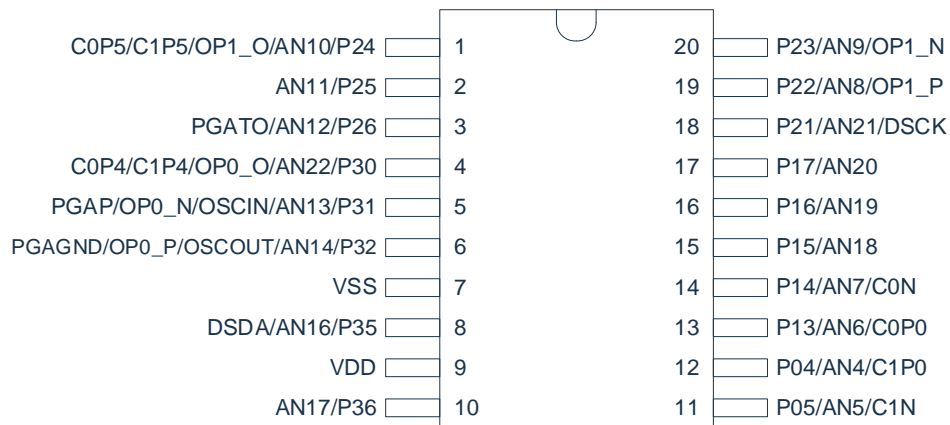 C0P5/C1P5/OP1_O/AN10/P24 1 20 P23/AN9/OP1_N
AN11/P25 2 19 P22/AN8/OP1_P
PGATO/AN12/P26 3 18 P21/AN21/DSCK
C0P4/C1P4/OP0_O/AN22/P30 4 17 P17/AN20
PGAP/OP0_N/OSCIN/AN13/P31 5 16 P16/AN19
PGAGND/OP0_P/OSCOUT/AN14/P32 6 15 P15/AN18
VSS 7 14 P14/AN7/C0N
DSDA/AN16/P35 8 13 P13/AN6/C0P0
VDD 9 12 P04/AN4/C1P0
AN17/P36 10 11 P05/AN5/C1N